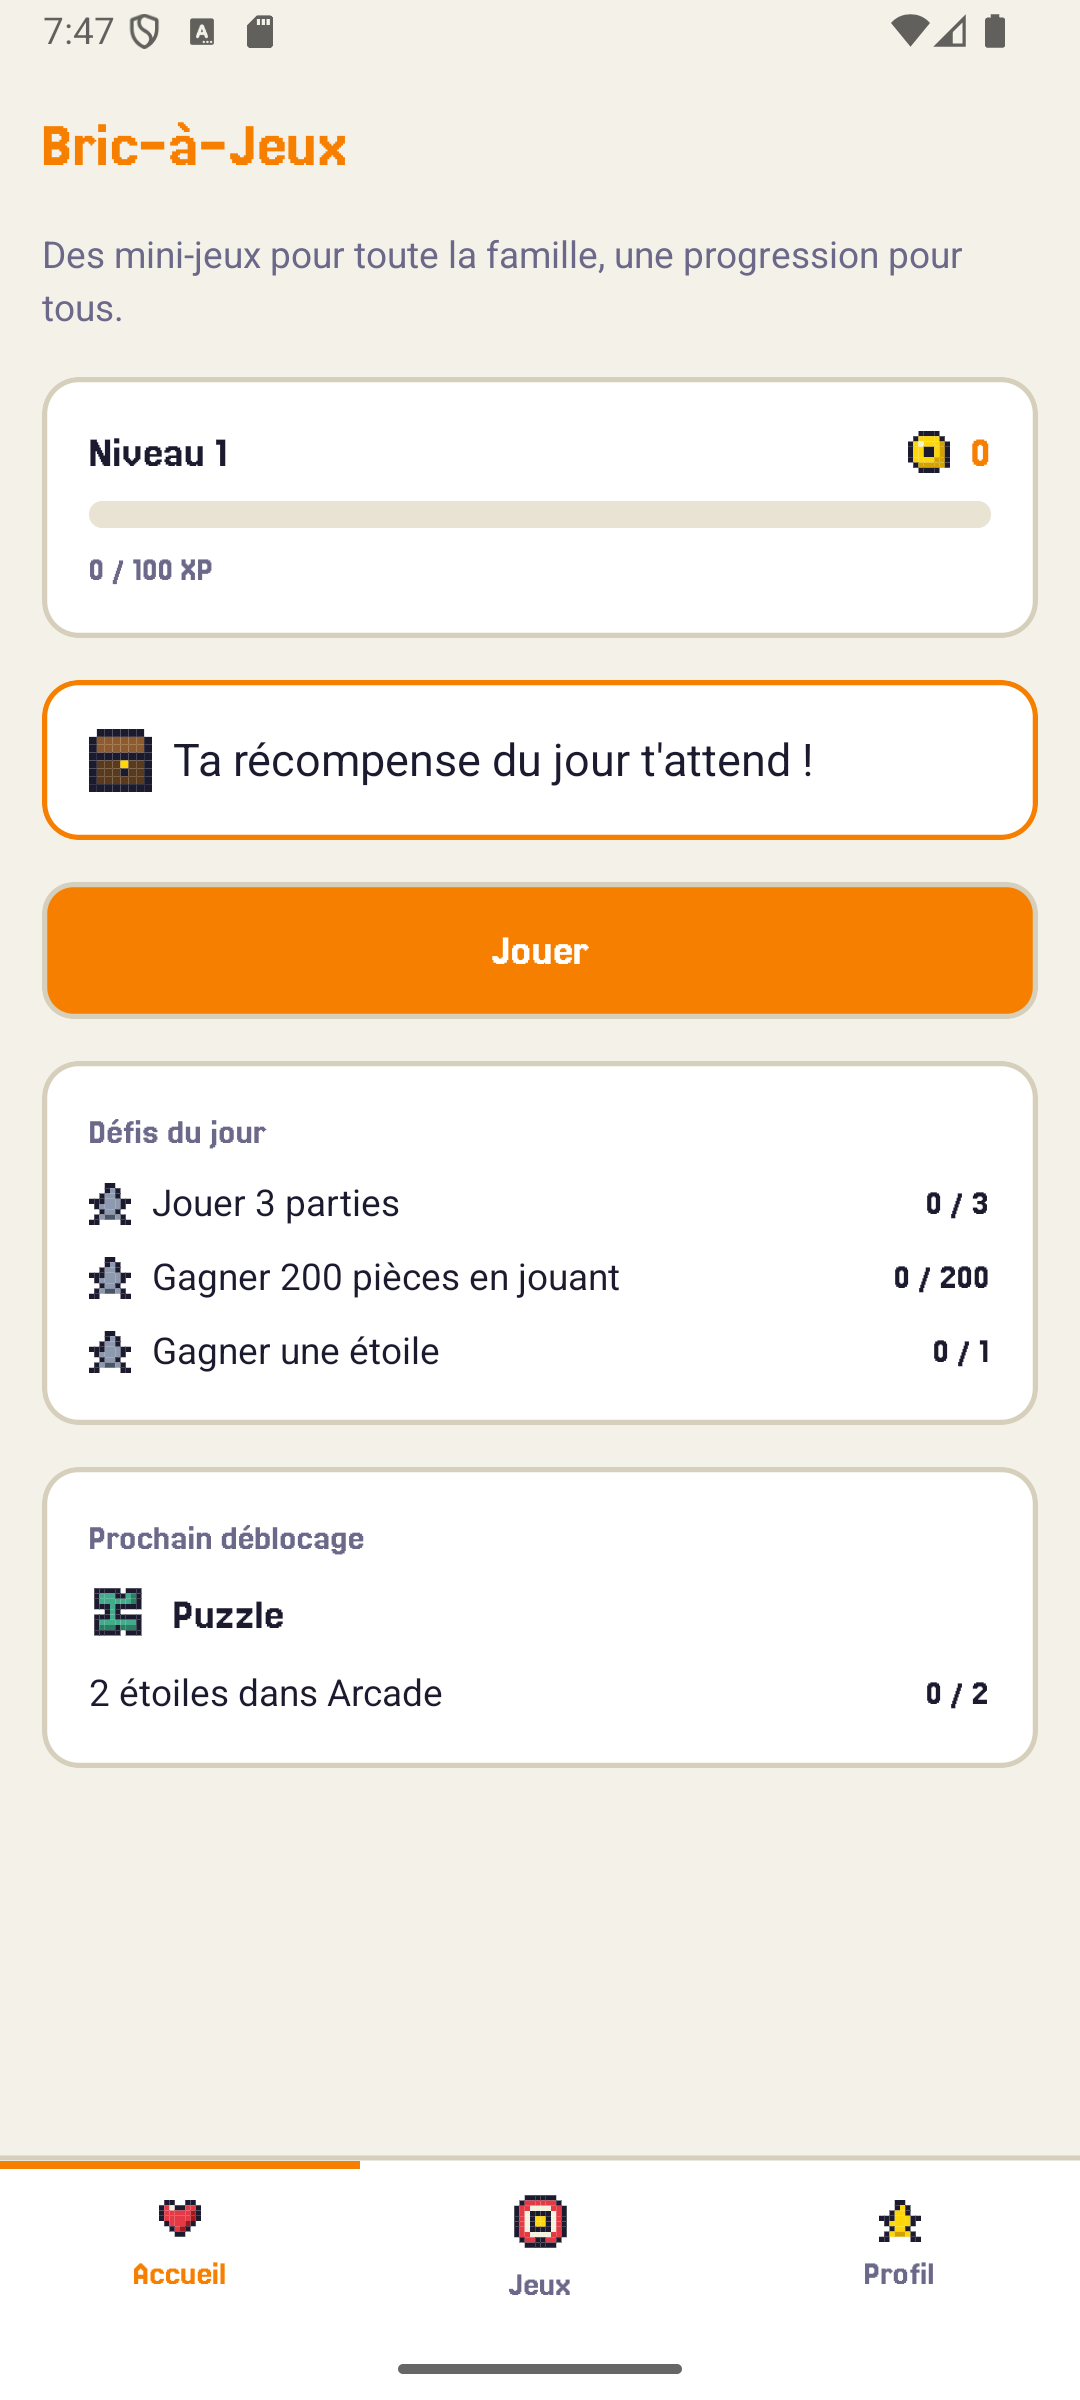 7:47
Bric-à-Jeux
Des mini-jeux pour toute la famille, une progression pour
tous.
Niveau 1
0
0 / 100 XP
Ta récompense du jour t'attend !
Jouer
Défis du jour
Jouer 3 parties
0 / 3
Gagner 200 pièces en jouant
0 / 200
Gagner une étoile
0 / 1
Prochain déblocage
Puzzle
2 étoiles dans Arcade
0 / 2
Accueil
Jeux
Profil